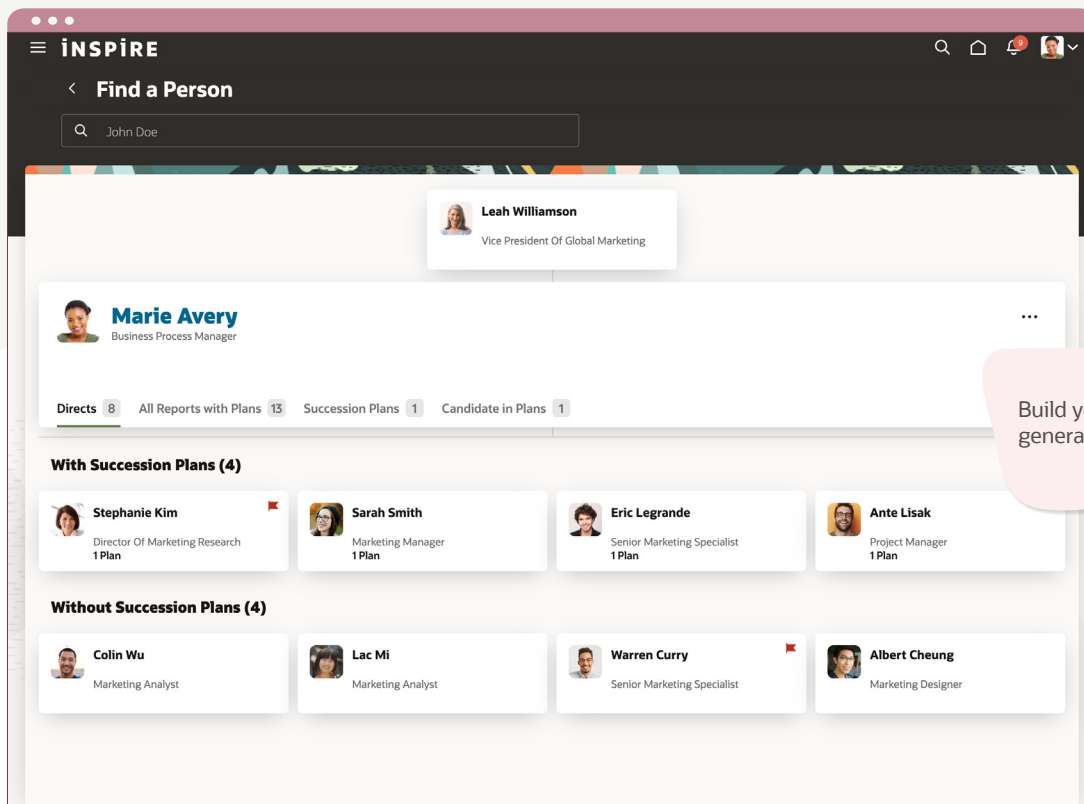 iNSPiRE
9
Find a Person
John Doe
Leah Williamson
Vice President Of Global Marketing
Marie Avery
Business Process Manager
Directs 8 All Reports with Plans 13 Succession Plans 1 Candidate in Plans 1
Build
genera
With Succession Plans (4)
Stephanie Kim
Director Of Marketing Research
1 Plan
Sarah Smith
Marketing Manager
1 Plan
Eric Legrande
Senior Marketing Specialist
1 Plan
Ante Lisak
Project Manager
1 Plan
Without Succession Plans (4)
Colin Wu
Marketing Analyst
Lac Mi
Marketing Analyst
Warren Curry
Senior Marketing Specialist
Albert Cheung
Marketing Designer